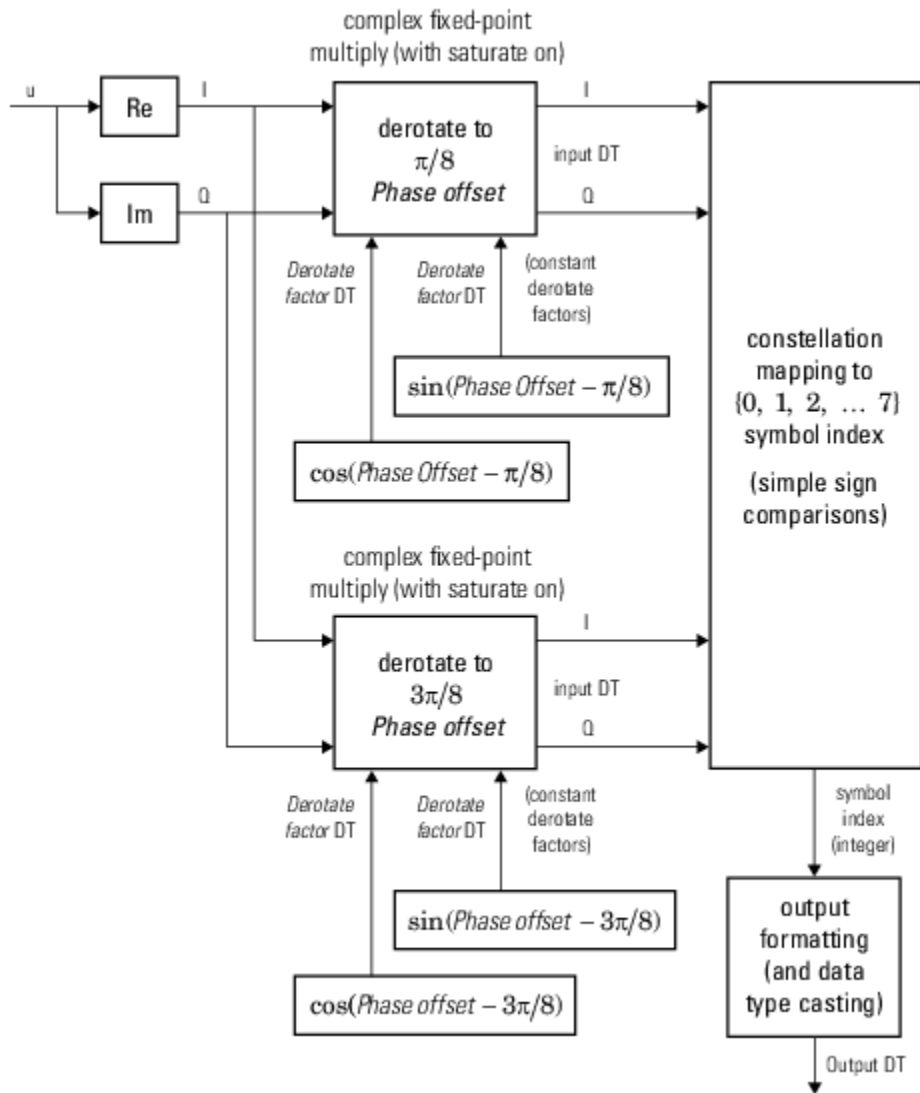 complex fixed-point
multiply (with saturate on)
u
Re
I
Im
Q
derotate to
π/8
Phase offset
I
input DT
Q
Derotate
factor DT
Derotate
factor DT
(constant
derotate
factors)
sin(Phase Offset − π/8)
cos(Phase Offset − π/8)
constellation
mapping to
{0, 1, 2, … 7}
symbol index
(simple sign
comparisons)
complex fixed-point
multiply (with saturate on)
derotate to
3π/8
Phase offset
I
input DT
Q
Derotate
factor DT
Derotate
factor DT
(constant
derotate
factors)
sin(Phase offset − 3π/8)
cos(Phase offset − 3π/8)
symbol
index
(integer)
output
formatting
(and data
type casting)
Output DT